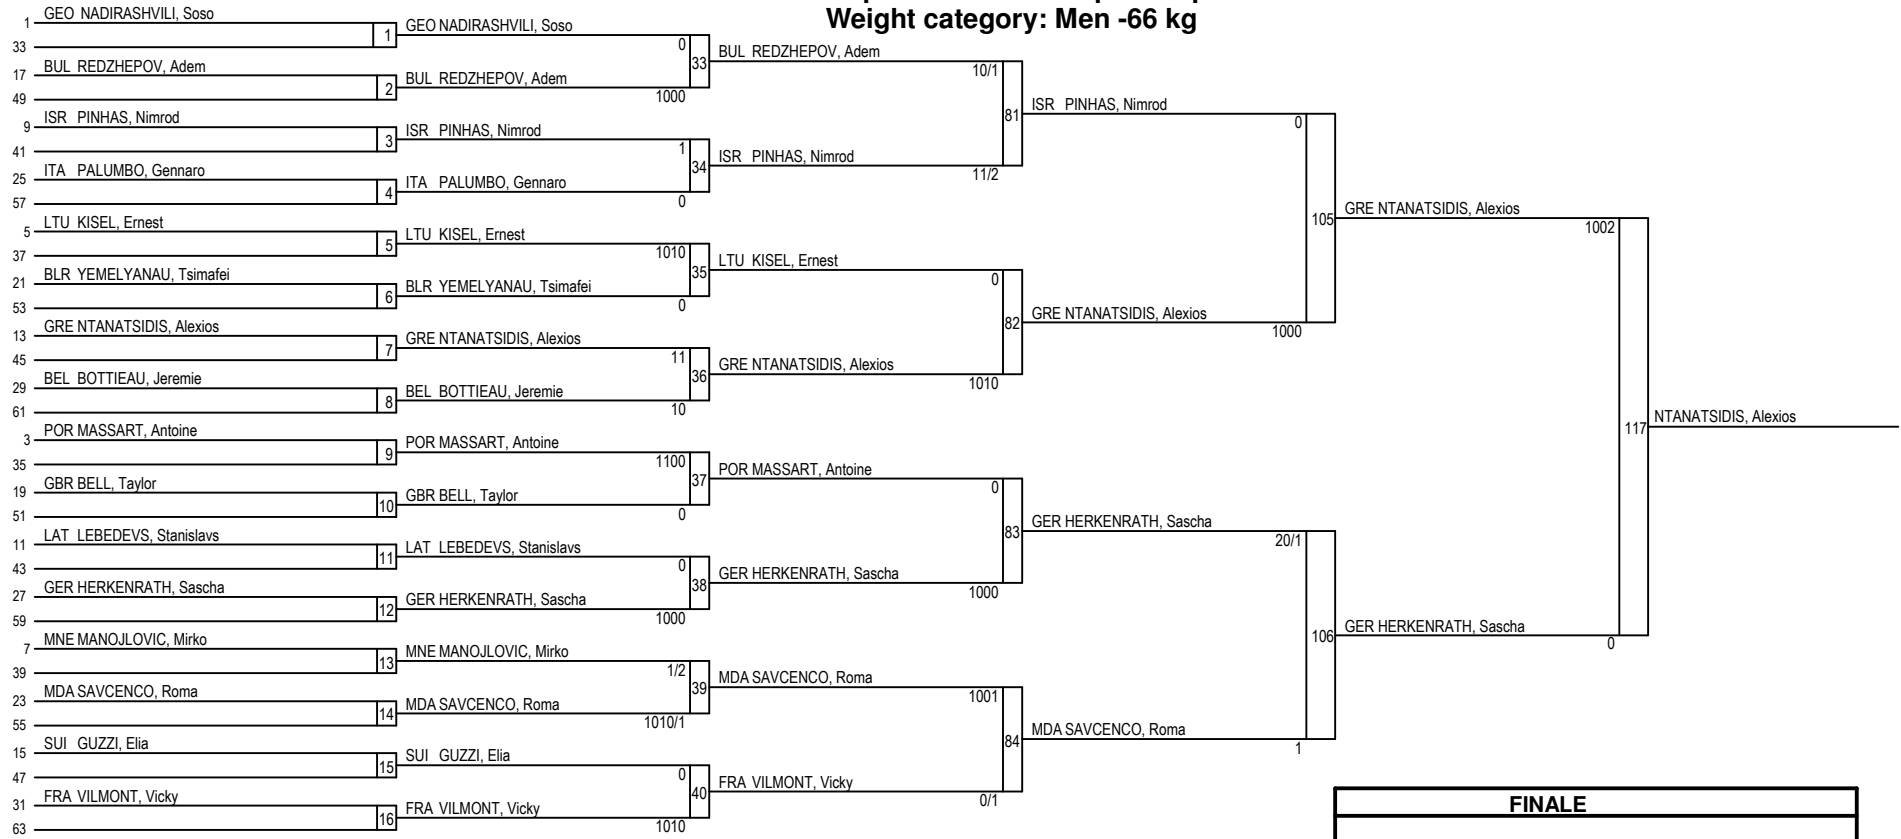 Weight category: Men -66 kg
1 GEO NADIRASHVILI, Soso
33
1
17 BUL REDZHEPOV, Adem
49
2
9 ISR PINHAS, Nimrod
41
3
25 ITA PALUMBO, Gennaro
57
4
5 LTU KISEL, Ernest
37
5
21 BLR YEMELYANAU, Tsimafei
53
6
13 GRE NTANATSIDIS, Alexios
45
7
29 BEL BOTTIEAU, Jeremie
61
8
3 POR MASSART, Antoine
35
9
19 GBR BELL, Taylor
51
10
11 LAT LEBEDEVS, Stanislavs
43
11
27 GER HERKENRATH, Sascha
59
12
7 MNE MANOJLOVIC, Mirko
39
13
23 MDA SAVCENCO, Roma
55
14
15 SUI GUZZI, Elia
47
15
31 FRA VILMONT, Vicky
63
16
GEO NADIRASHVILI, Soso
0
33
BUL REDZHEPOV, Adem
1000
ISR PINHAS, Nimrod
1
34
ITA PALUMBO, Gennaro
0
LTU KISEL, Ernest
1010
35
BLR YEMELYANAU, Tsimafei
0
GRE NTANATSIDIS, Alexios
11
36
BEL BOTTIEAU, Jeremie
10
POR MASSART, Antoine
1100
37
GBR BELL, Taylor
0
LAT LEBEDEVS, Stanislavs
0
38
GER HERKENRATH, Sascha
1000
MNE MANOJLOVIC, Mirko
1/2
39
MDA SAVCENCO, Roma
1010/1
SUI GUZZI, Elia
0
40
FRA VILMONT, Vicky
1010
BUL REDZHEPOV, Adem
10/1
81
ISR PINHAS, Nimrod
11/2
LTU KISEL, Ernest
0
82
GRE NTANATSIDIS, Alexios
1010
POR MASSART, Antoine
0
83
GER HERKENRATH, Sascha
1000
MDA SAVCENCO, Roma
1001
84
FRA VILMONT, Vicky
0/1
ISR PINHAS, Nimrod
0
105
GRE NTANATSIDIS, Alexios
1000
GER HERKENRATH, Sascha
20/1
106
MDA SAVCENCO, Roma
1
GRE NTANATSIDIS, Alexios
1002
117
GER HERKENRATH, Sascha
0
NTANATSIDIS, Alexios
FINALE